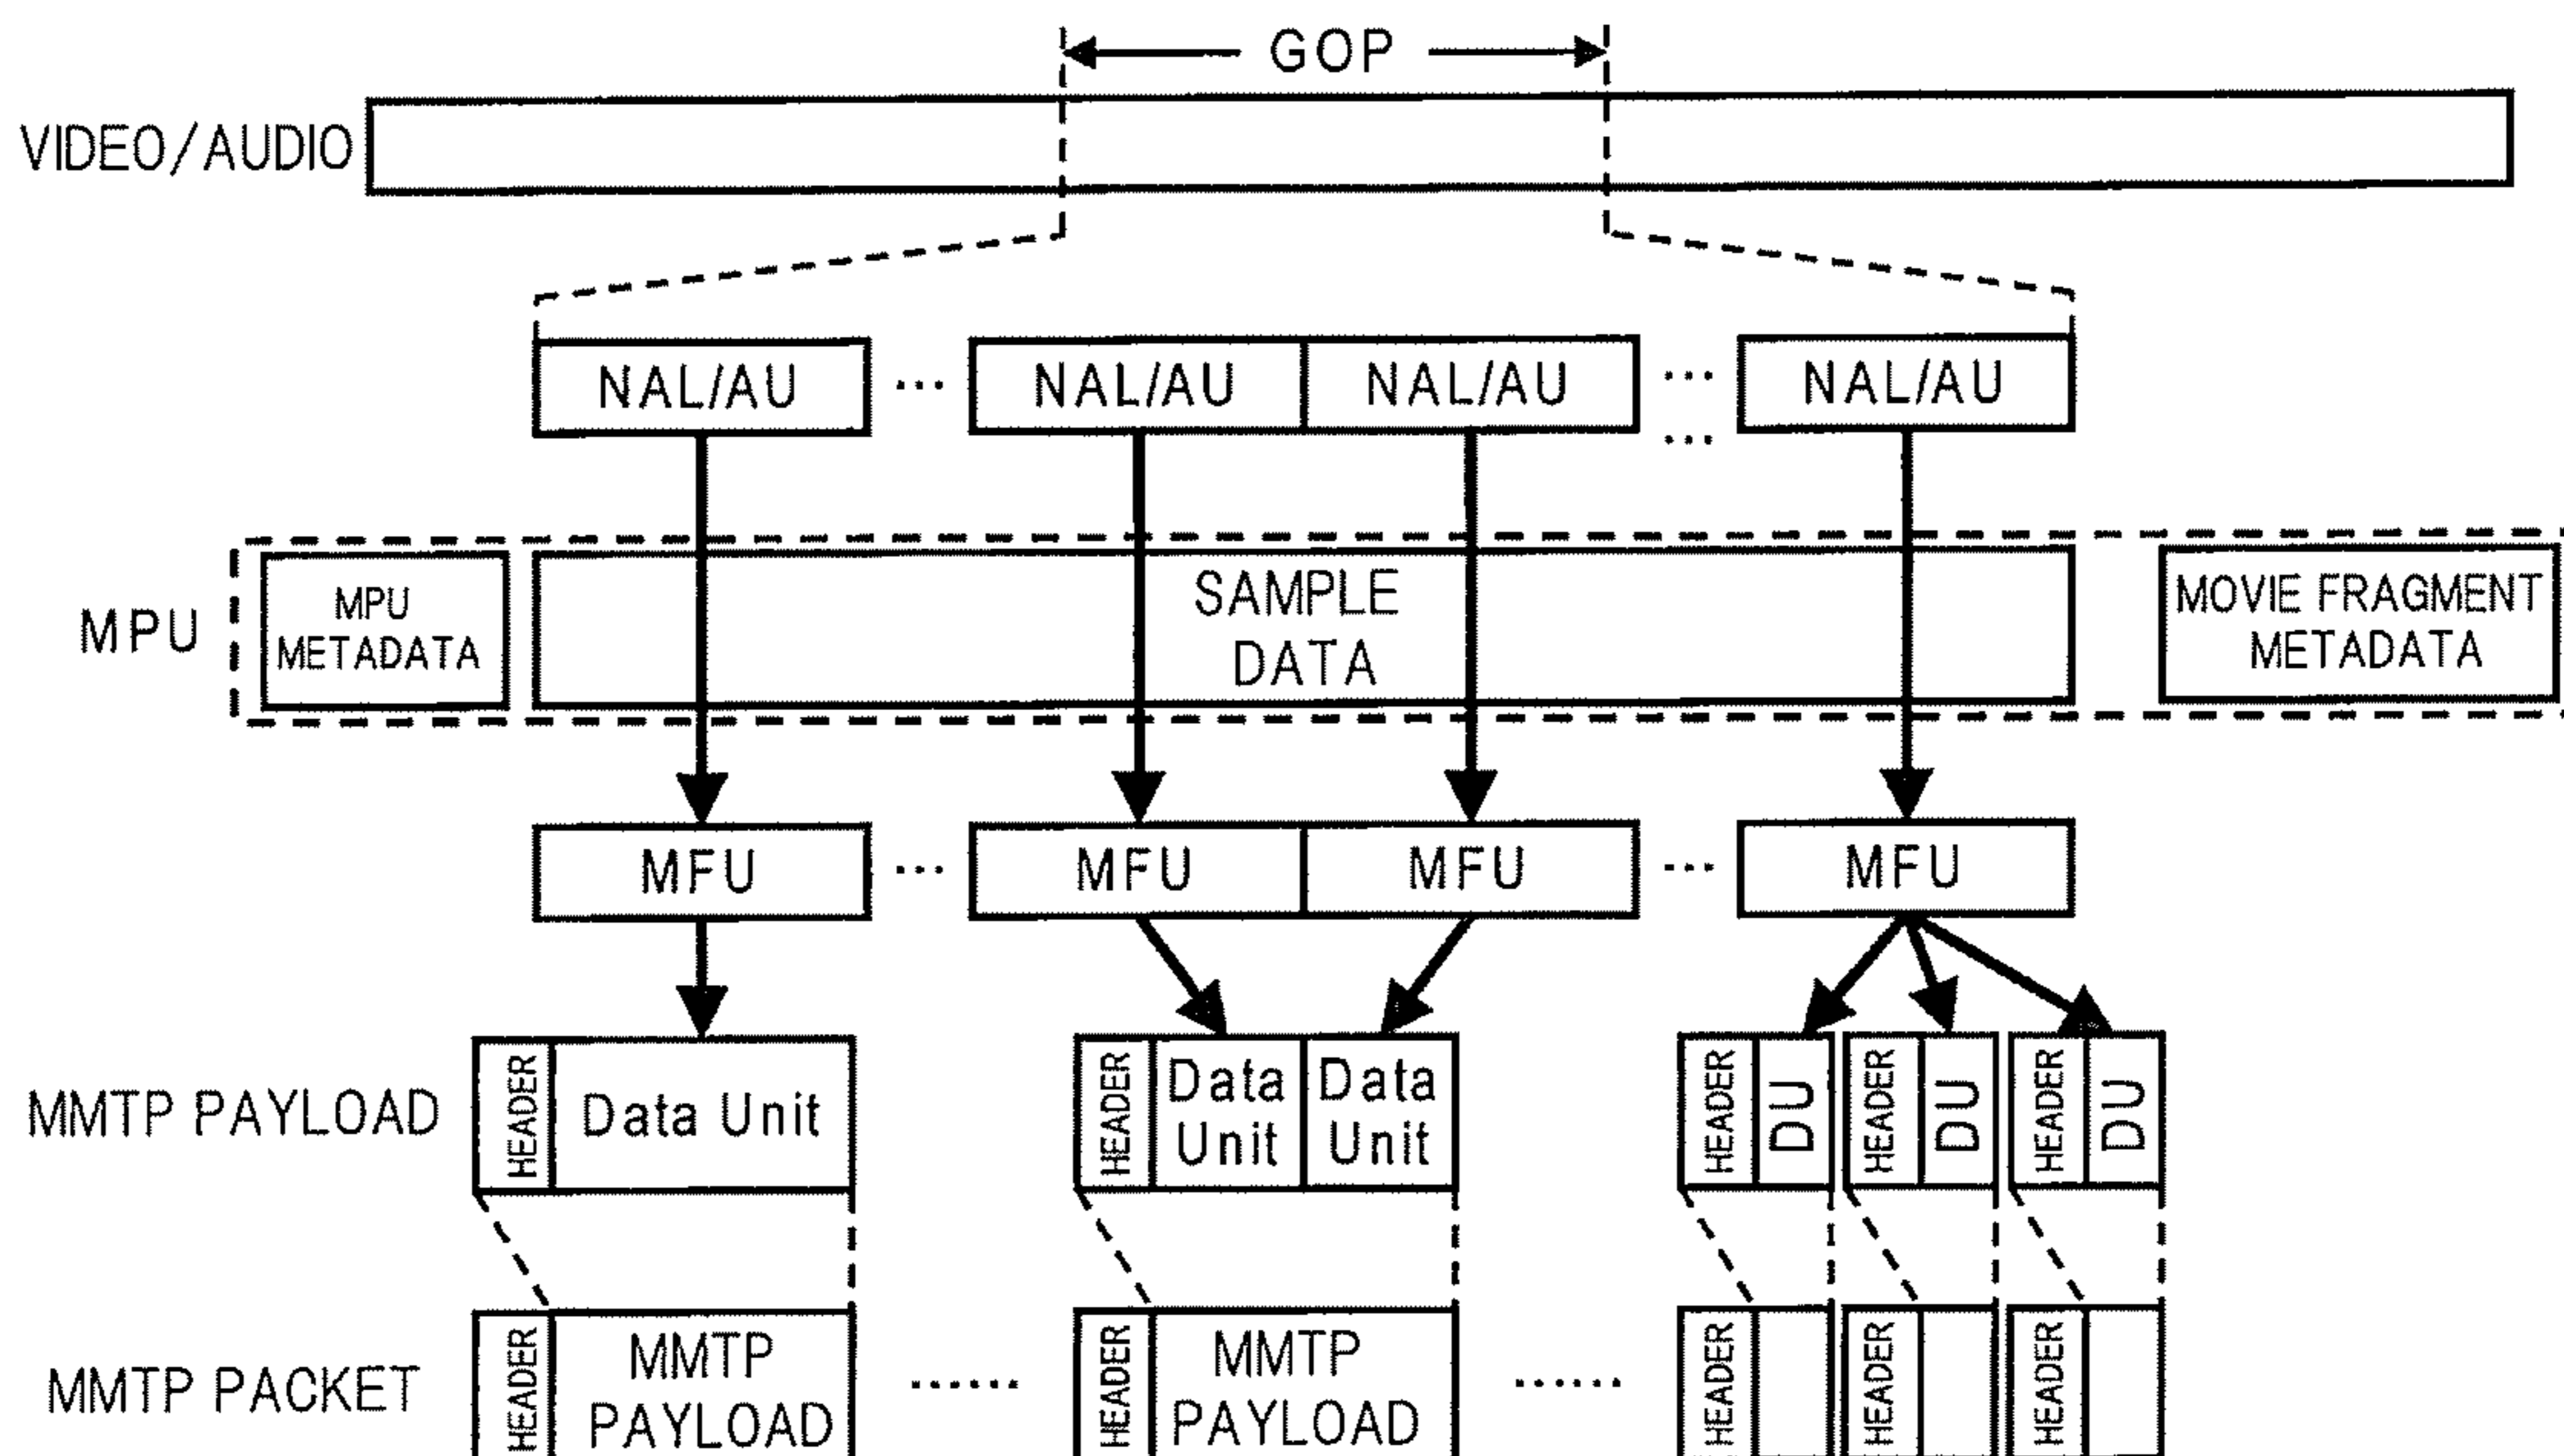 GOP
VIDEO/AUDIO
NAL/AU ... NAL/AU NAL/AU ... NAL/AU
...
MPU
MPU
METADATA
SAMPLE
DATA
MOVIE FRAGMENT
METADATA
MFU ... MFU MFU ... MFU
MMTP PAYLOAD
HEADER
Data Unit
HEADER
Data
Unit
Data
Unit
HEADER
DU
HEADER
DU
HEADER
DU
MMTP PACKET
HEADER
MMTP
PAYLOAD
......
HEADER
MMTP
PAYLOAD
......
HEADER
HEADER
HEADER